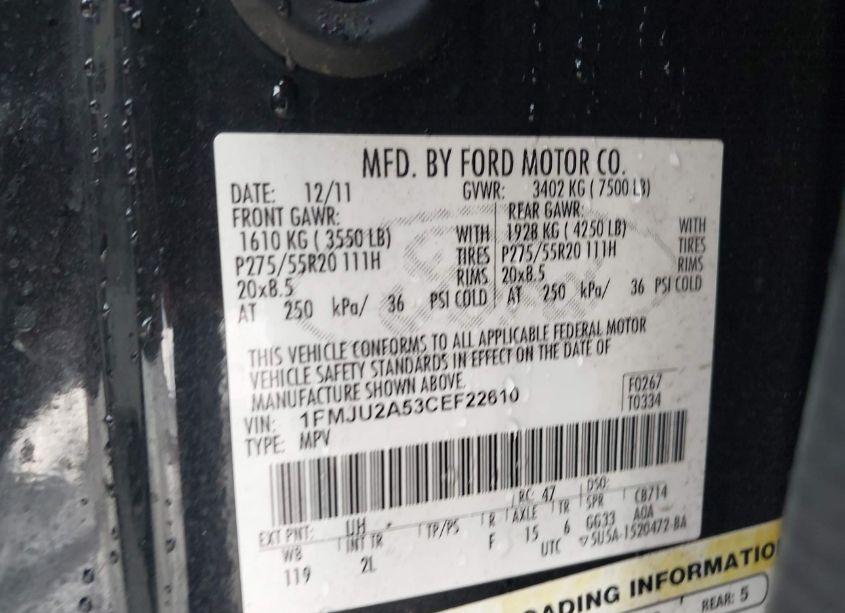 MFD. BY FORD MOTOR CO.
DATE: 12/11 GVWR: 3402 KG ( 7500 LB)
FRONT GAWR: REAR GAWR:
1610 KG ( 3550 LB) WITH 1928 KG ( 4250 LB) WITH
P275/55R20 111H TIRES P275/55R20 111H TIRES
20x8.5 RIMS 20x8.5 RIMS
AT 250 kPa/ 36 PSI COLD AT 250 kPa/ 36 PSI COLD
THIS VEHICLE CONFORMS TO ALL APPLICABLE FEDERAL MOTOR
VEHICLE SAFETY STANDARDS IN EFFECT ON THE DATE OF
MANUFACTURE SHOWN ABOVE.
VIN: 1FMJU2A53CEF22610 F0267
TYPE: MPV T0334
EXT PNT: UH RC: 47 DSO:
WB INT TR TP/PS R AXLE TR SPR CB714
119 2L F 15 6 GG33 AOA
UTC 5U5A-1520472-BA
OADING INFORMATIO
REAR: 5